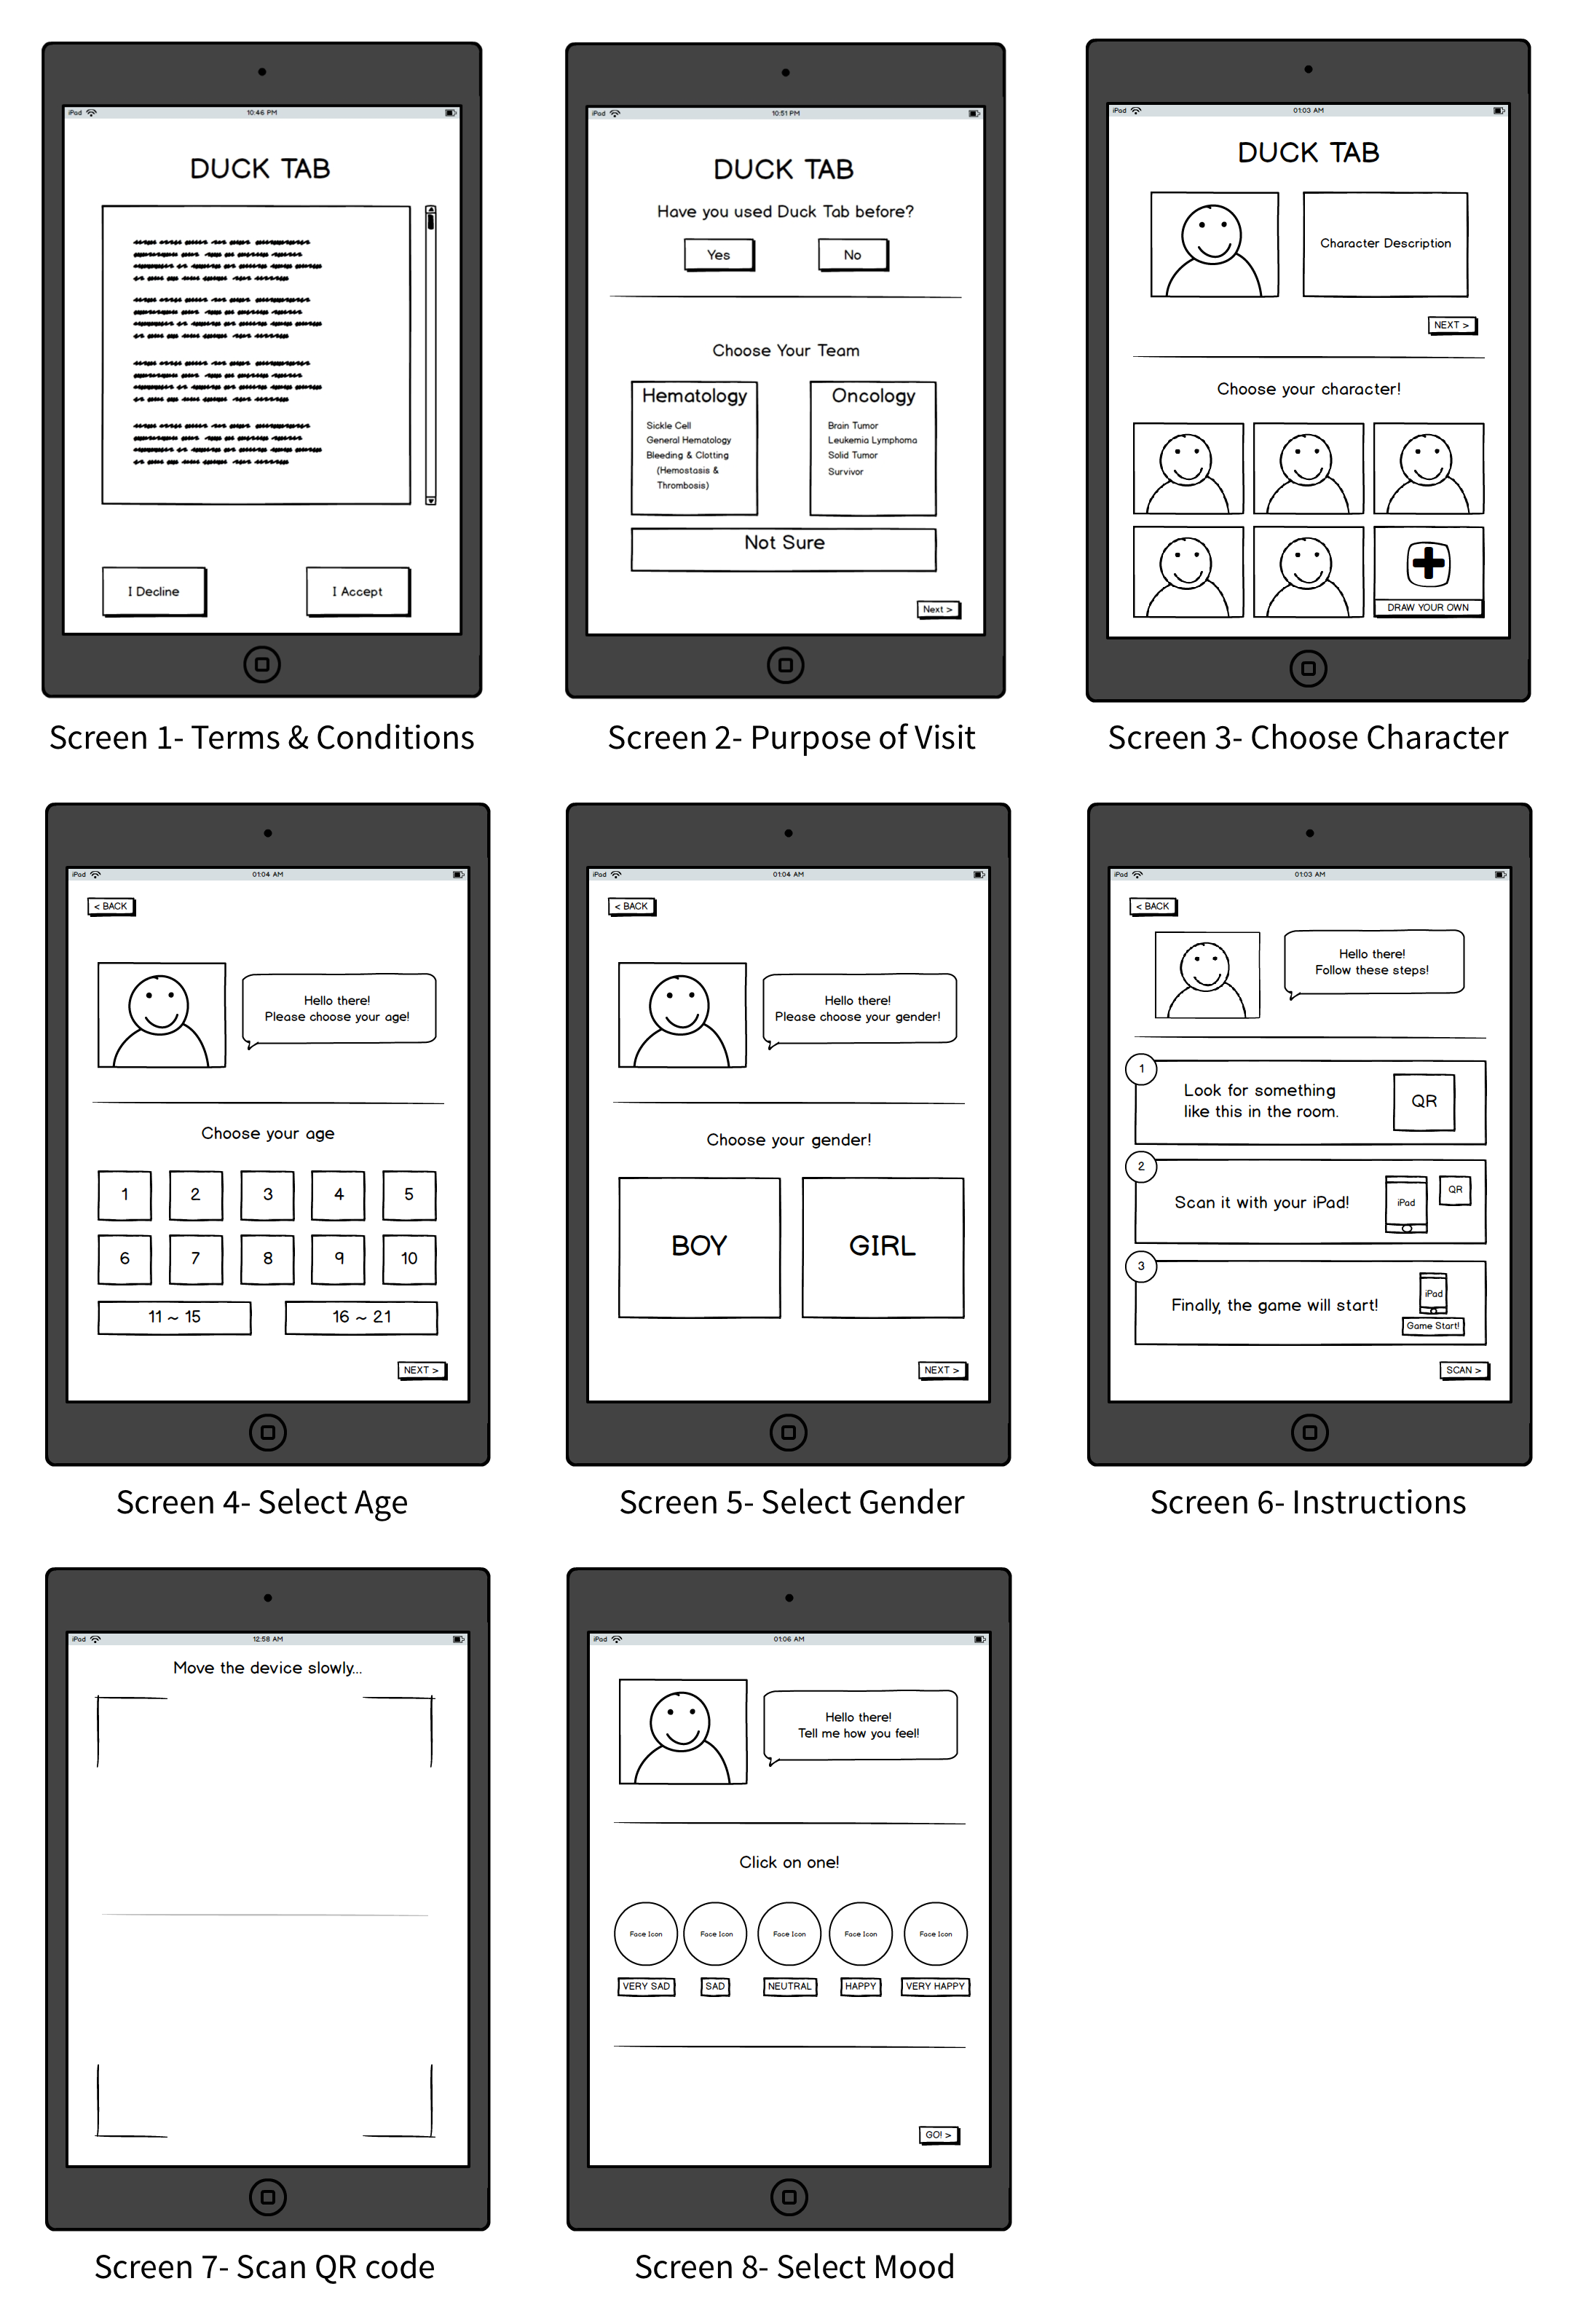 iPad 10:46 PM
DUCK TAB
I Decline
I Accept
Screen 1- Terms & Conditions
iPad 10:51 PM
DUCK TAB
Have you used Duck Tab before?
Yes
No
Choose Your Team
Hematology
Sickle Cell
General Hematology
Bleeding & Clotting
(Hemostasis &
Thrombosis)
Oncology
Brain Tumor
Leukemia Lymphoma
Solid Tumor
Survivor
Not Sure
Next >
Screen 2- Purpose of Visit
iPad 01:03 AM
DUCK TAB
Character Description
NEXT >
Choose your character!
DRAW YOUR OWN
Screen 3- Choose Character
iPad 01:04 AM
< BACK
Hello there!
Please choose your age!
Choose your age
1 2 3 4 5
6 7 8 9 10
11 ~ 15 16 ~ 21
NEXT >
Screen 4- Select Age
iPad 01:04 AM
< BACK
Hello there!
Please choose your gender!
Choose your gender!
BOY GIRL
NEXT >
Screen 5- Select Gender
iPad 01:03 AM
< BACK
Hello there!
Follow these steps!
1
Look for something
like this in the room.
QR
2
Scan it with your iPad!
iPad
QR
3
Finally, the game will start!
iPad
Game Start!
SCAN >
Screen 6- Instructions
iPad 12:58 AM
Move the device slowly...
Screen 7- Scan QR code
iPad 01:06 AM
Hello there!
Tell me how you feel!
Click on one!
Face Icon Face Icon Face Icon Face Icon Face Icon
VERY SAD SAD NEUTRAL HAPPY VERY HAPPY
GO! >
Screen 8- Select Mood